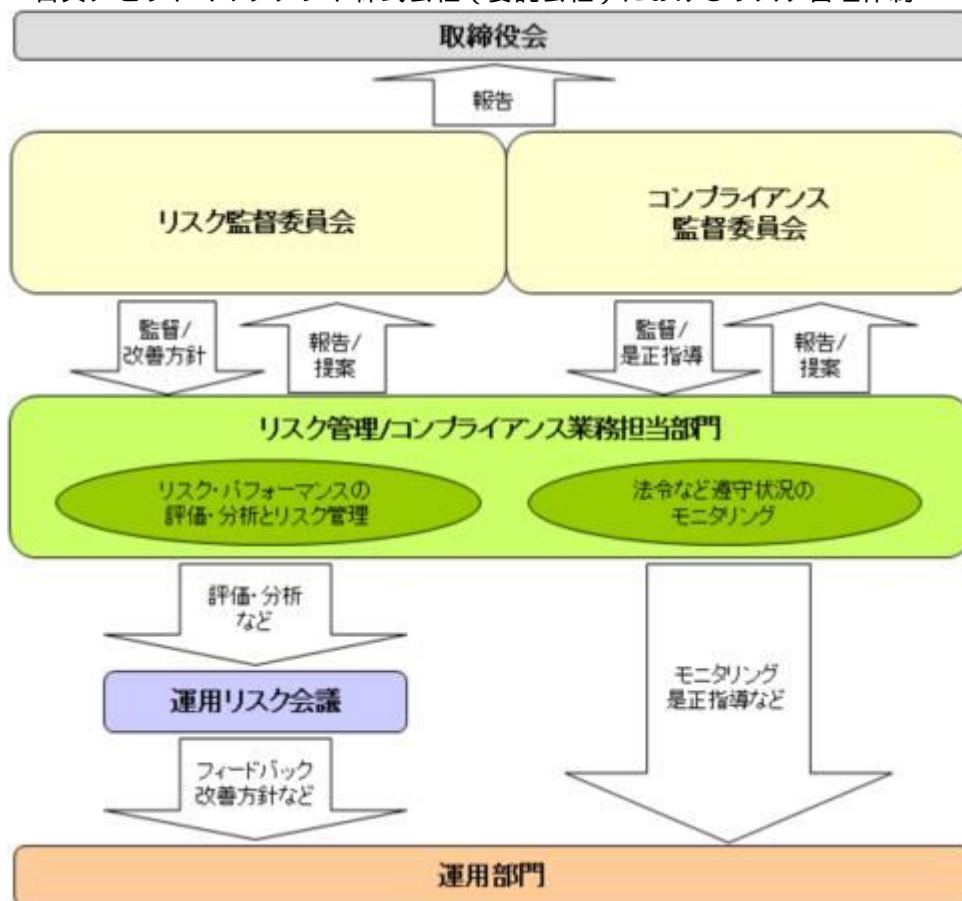 取締役会
報告
リスク監督委員会
コンプライアンス
監督委員会
監督/
改善方針
報告/
提案
監督/
是正指導
報告/
提案
リスク管理/コンプライアンス業務担当部門
リスク・パフォーマンスの
評価・分析とリスク管理
法令など遵守状況の
モニタリング
評価・分析
など
運用リスク会議
モニタリング
是正指導など
フィードバック
改善方針など
運用部門